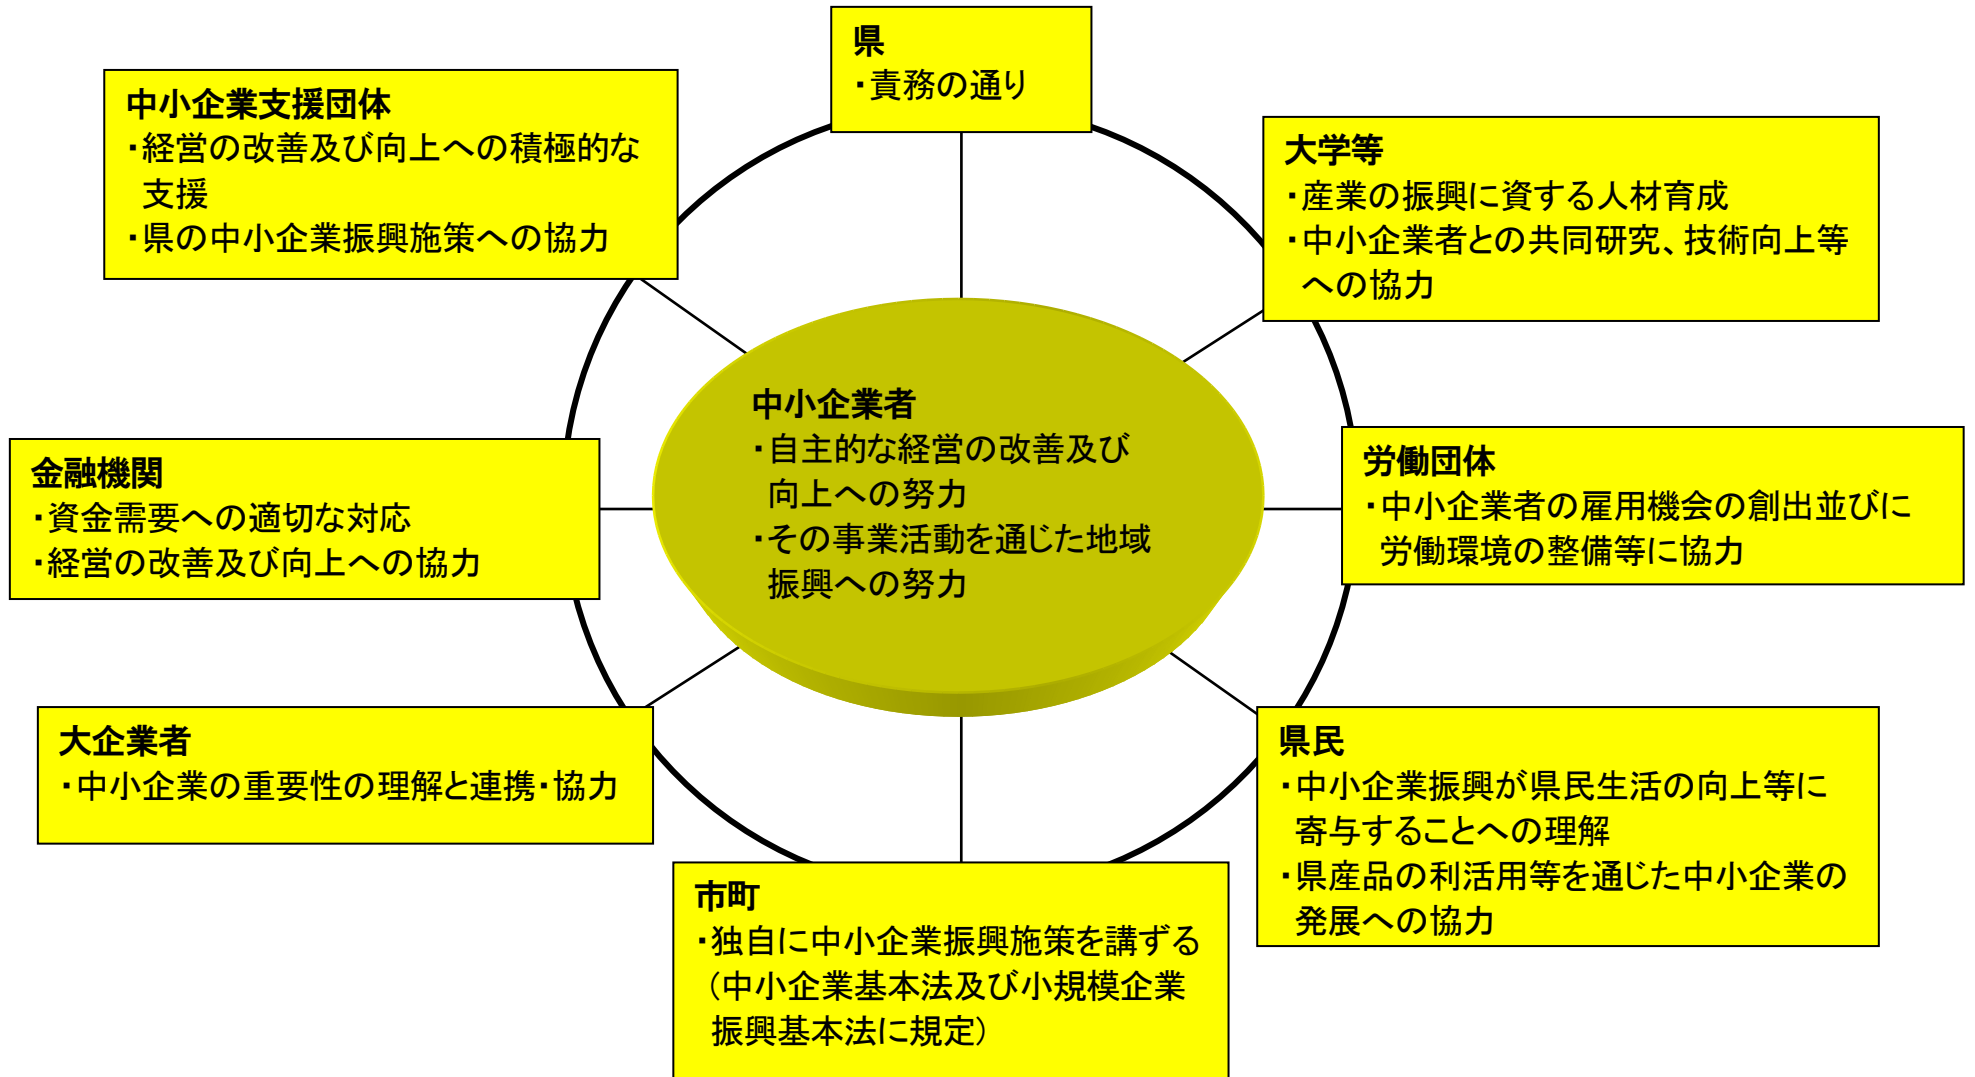 県
・責務の通り
中小企業支援団体
・経営の改善及び向上への積極的な
支援
・県の中小企業振興施策への協力
大学等
・産業の振興に資する人材育成
・中小企業者との共同研究、技術向上等
への協力
中小企業者
・自主的な経営の改善及び
向上への努力
・その事業活動を通じた地域
振興への努力
金融機関
・資金需要への適切な対応
・経営の改善及び向上への協力
労働団体
・中小企業者の雇用機会の創出並びに
労働環境の整備等に協力
大企業者
・中小企業の重要性の理解と連携・協力
県民
・中小企業振興が県民生活の向上等に
寄与することへの理解
・県産品の利活用等を通じた中小企業の
発展への協力
市町
・独自に中小企業振興施策を講ずる
（中小企業基本法及び小規模企業
振興基本法に規定）